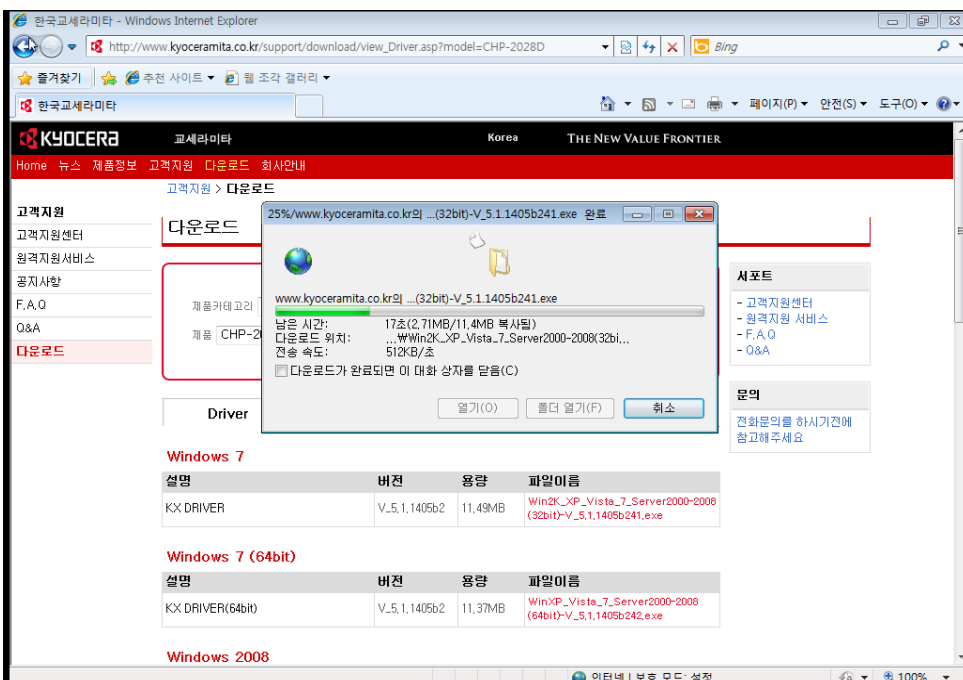 한국교세라미타 - Windows Internet Explorer
http://www.kyoceramita.co.kr/support/download/view_Driver.asp?model=CHP-2028D
Bing
즐겨찾기 추천 사이트 웹 조각 갤러리
한국교세라미타
페이지(P) 안전(S) 도구(O)
KYOCERA 교세라미타 Korea THE NEW VALUE FRONTIER
Home 뉴스 제품정보 고객지원 다운로드 회사안내
고객지원 > 다운로드
고객지원
고객지원센터
원격지원서비스
공지사항
F.A.Q
Q&A
다운로드
다운로드
제품카테고리
제품 CHP-20
25%/www.kyoceramita.co.kr의 ...(32bit)-V_5.1.1405b241.exe 완료
www.kyoceramita.co.kr의 ...(32bit)-V_5.1.1405b241.exe
남은 시간: 17초(2,71MB/11,4MB 복사됨)
다운로드 위치: ...₩Win2K_XP_Vista_7_Server2000-2008(32bi...
전송 속도: 512KB/초
다운로드가 완료되면 이 대화 상자를 닫음(C)
열기(O) 폴더 열기(F) 취소
서포트
- 고객지원센터
- 원격지원 서비스
- F.A.Q
- Q&A
문의
전화문의를 하시기전에
참고해주세요
Driver
Windows 7
설명 버전 용량 파일이름
KX DRIVER V_5.1.1405b2 11.49MB Win2K_XP_Vista_7_Server2000-2008
(32bit)-V_5.1.1405b241.exe
Windows 7 (64bit)
설명 버전 용량 파일이름
KX DRIVER(64bit) V_5.1.1405b2 11.37MB WinXP_Vista_7_Server2000-2008
(64bit)-V_5.1.1405b242.exe
Windows 2008
인터넷 | 보호 모드: 설정 100%